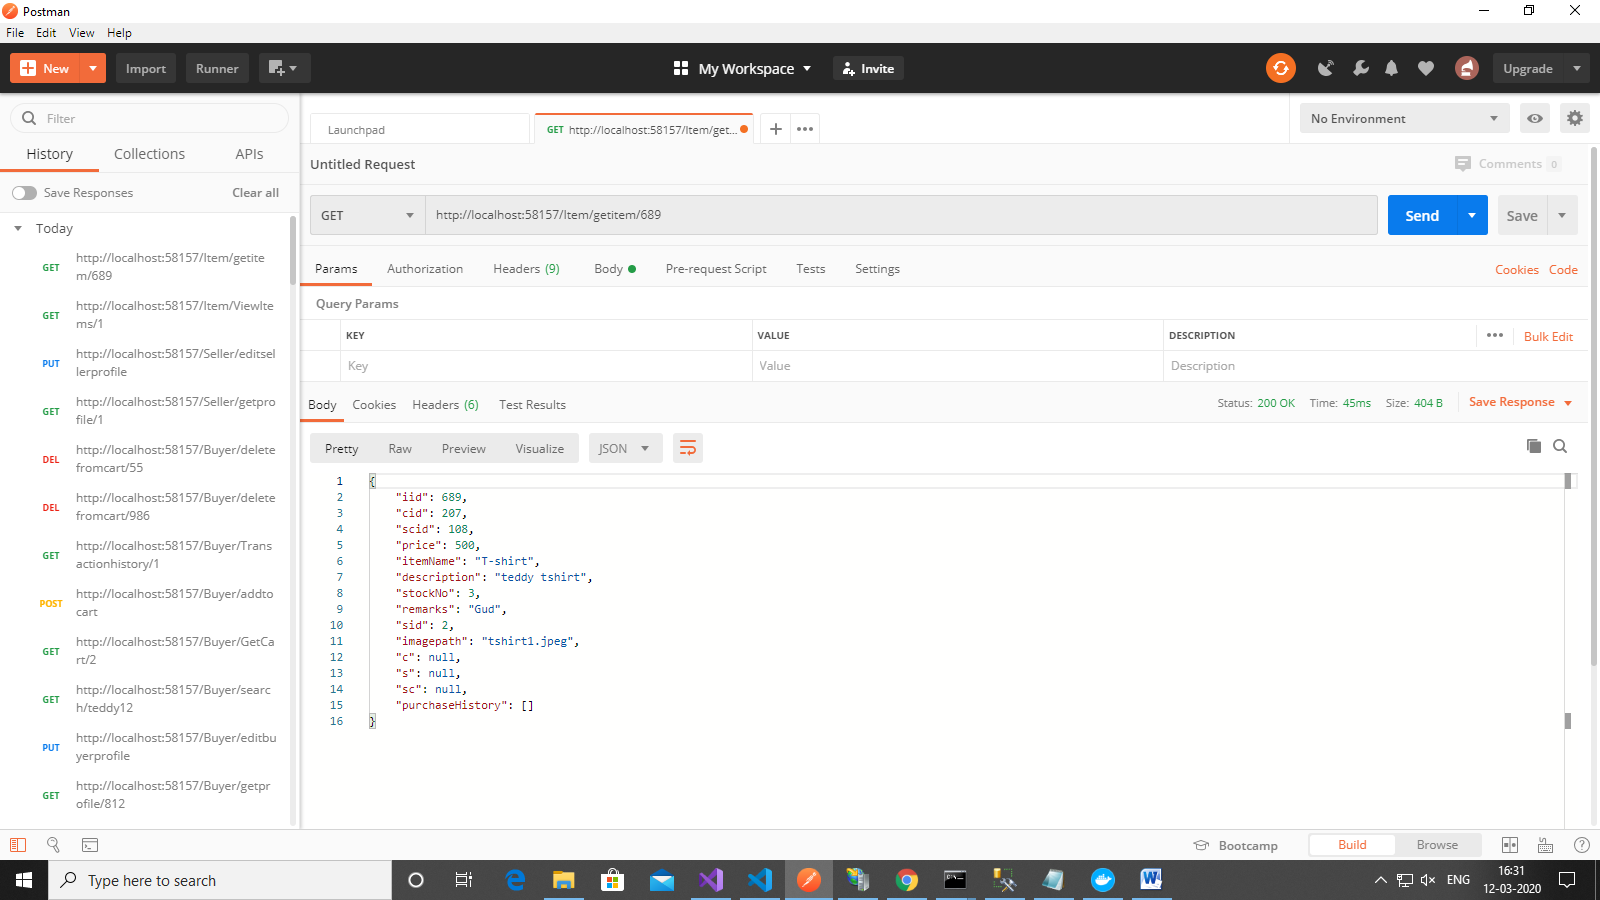 Postman
File Edit View Help
New Import Runner My Workspace Invite Upgrade
Filter
History Collections APIs
Save Responses Clear all
Today
GET http://localhost:58157/Item/getite
m/689
GET http://localhost:58157/Item/ViewIte
ms/1
PUT http://localhost:58157/Seller/editsel
lerprofile
GET http://localhost:58157/Seller/getpro
file/1
DEL http://localhost:58157/Buyer/delete
fromcart/55
DEL http://localhost:58157/Buyer/delete
fromcart/986
GET http://localhost:58157/Buyer/Trans
actionhistory/1
POST http://localhost:58157/Buyer/addto
cart
GET http://localhost:58157/Buyer/GetCa
rt/2
GET http://localhost:58157/Buyer/searc
h/teddy12
PUT http://localhost:58157/Buyer/editbu
yerprofile
GET http://localhost:58157/Buyer/getpr
ofile/812
Launchpad GET http://localhost:58157/Item/get... + ••• No Environment
Untitled Request Comments 0
GET http://localhost:58157/Item/getitem/689 Send Save
Params Authorization Headers (9) Body Pre-request Script Tests Settings Cookies Code
Query Params
KEY VALUE DESCRIPTION ••• Bulk Edit
Key Value Description
Body Cookies Headers (6) Test Results Status: 200 OK Time: 45ms Size: 404 B Save Response
Pretty Raw Preview Visualize JSON
1 {
2 "iid": 689,
3 "cid": 207,
4 "scid": 108,
5 "price": 500,
6 "itemName": "T-shirt",
7 "description": "teddy tshirt",
8 "stockNo": 3,
9 "remarks": "Gud",
10 "sid": 2,
11 "imagepath": "tshirt1.jpeg",
12 "c": null,
13 "s": null,
14 "sc": null,
15 "purchaseHistory": []
16 }
Bootcamp Build Browse
Type here to search
ENG 16:31
12-03-2020